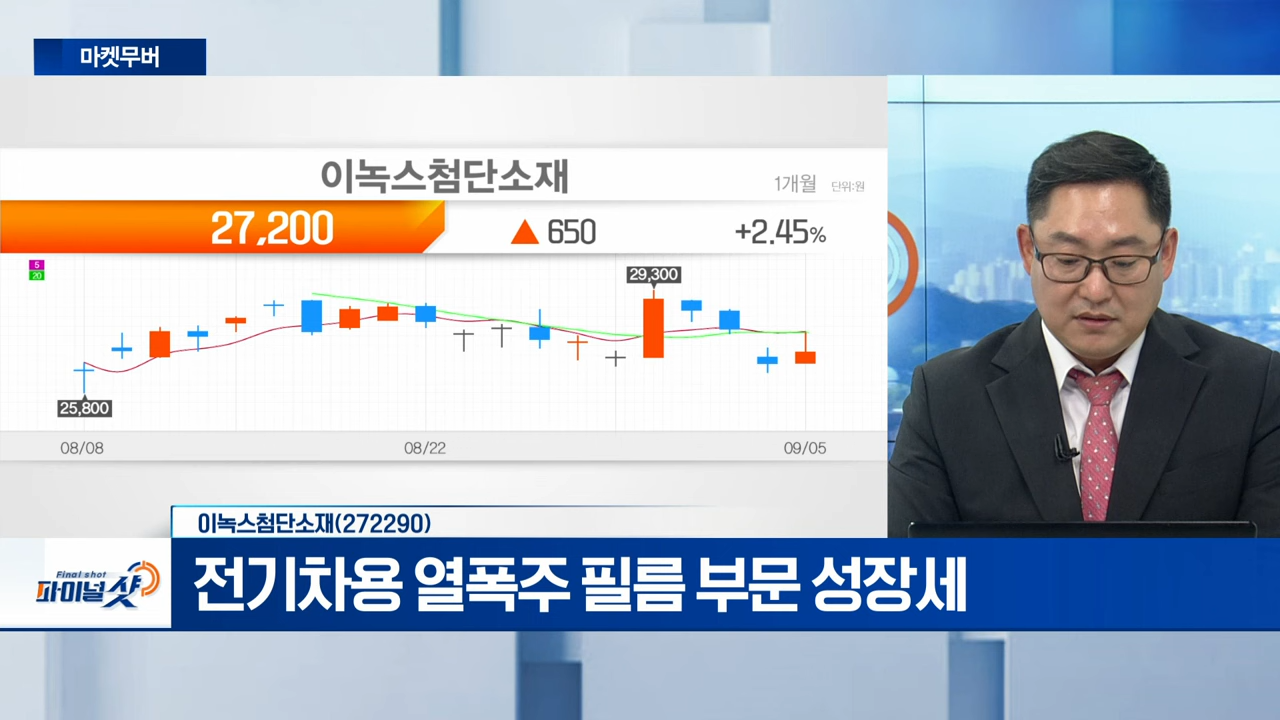 마켓무버
이녹스첨단소재
1개월 단위:원
27,200 ▲ 650 +2.45%
5
20
29,300
25,800
08/08 08/22 09/05
이녹스첨단소재(272290)
Final shot
파이널샷
전기차용 열폭주 필름 부문 성장세